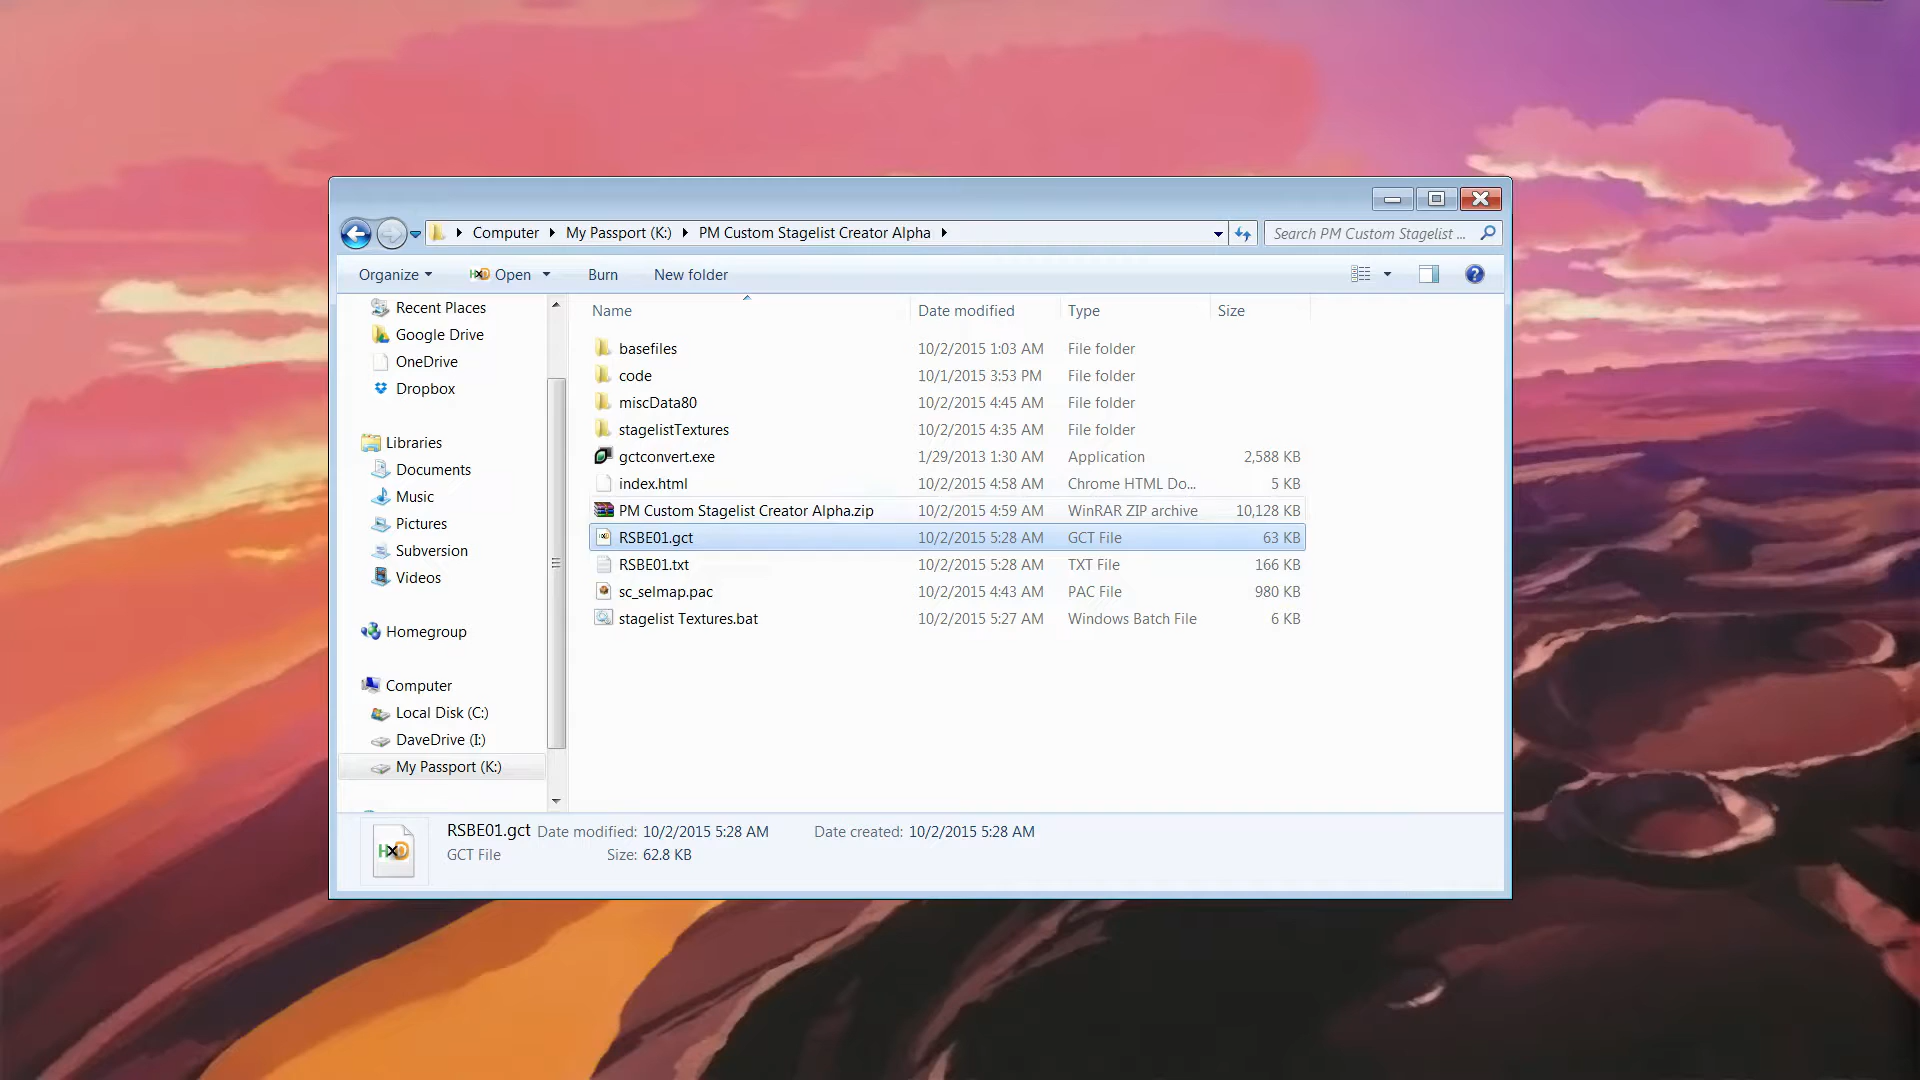 Computer My Passport (K:) PM Custom Stagelist Creator Alpha
Search PM Custom Stagelist ...
Organize Open Burn New folder
Recent Places
Google Drive
OneDrive
Dropbox
Libraries
Documents
Music
Pictures
Subversion
Videos
Homegroup
Computer
Local Disk (C:)
DaveDrive (I:)
My Passport (K:)
Name Date modified Type Size
basefiles 10/2/2015 1:03 AM File folder
code 10/1/2015 3:53 PM File folder
miscData80 10/2/2015 4:45 AM File folder
stagelistTextures 10/2/2015 4:35 AM File folder
gctconvert.exe 1/29/2013 1:30 AM Application 2,588 KB
index.html 10/2/2015 4:58 AM Chrome HTML Do... 5 KB
PM Custom Stagelist Creator Alpha.zip 10/2/2015 4:59 AM WinRAR ZIP archive 10,128 KB
RSBE01.gct 10/2/2015 5:28 AM GCT File 63 KB
RSBE01.txt 10/2/2015 5:28 AM TXT File 166 KB
sc_selmap.pac 10/2/2015 4:43 AM PAC File 980 KB
stagelist Textures.bat 10/2/2015 5:27 AM Windows Batch File 6 KB
HXD
RSBE01.gct Date modified: 10/2/2015 5:28 AM Date created: 10/2/2015 5:28 AM
GCT File Size: 62.8 KB